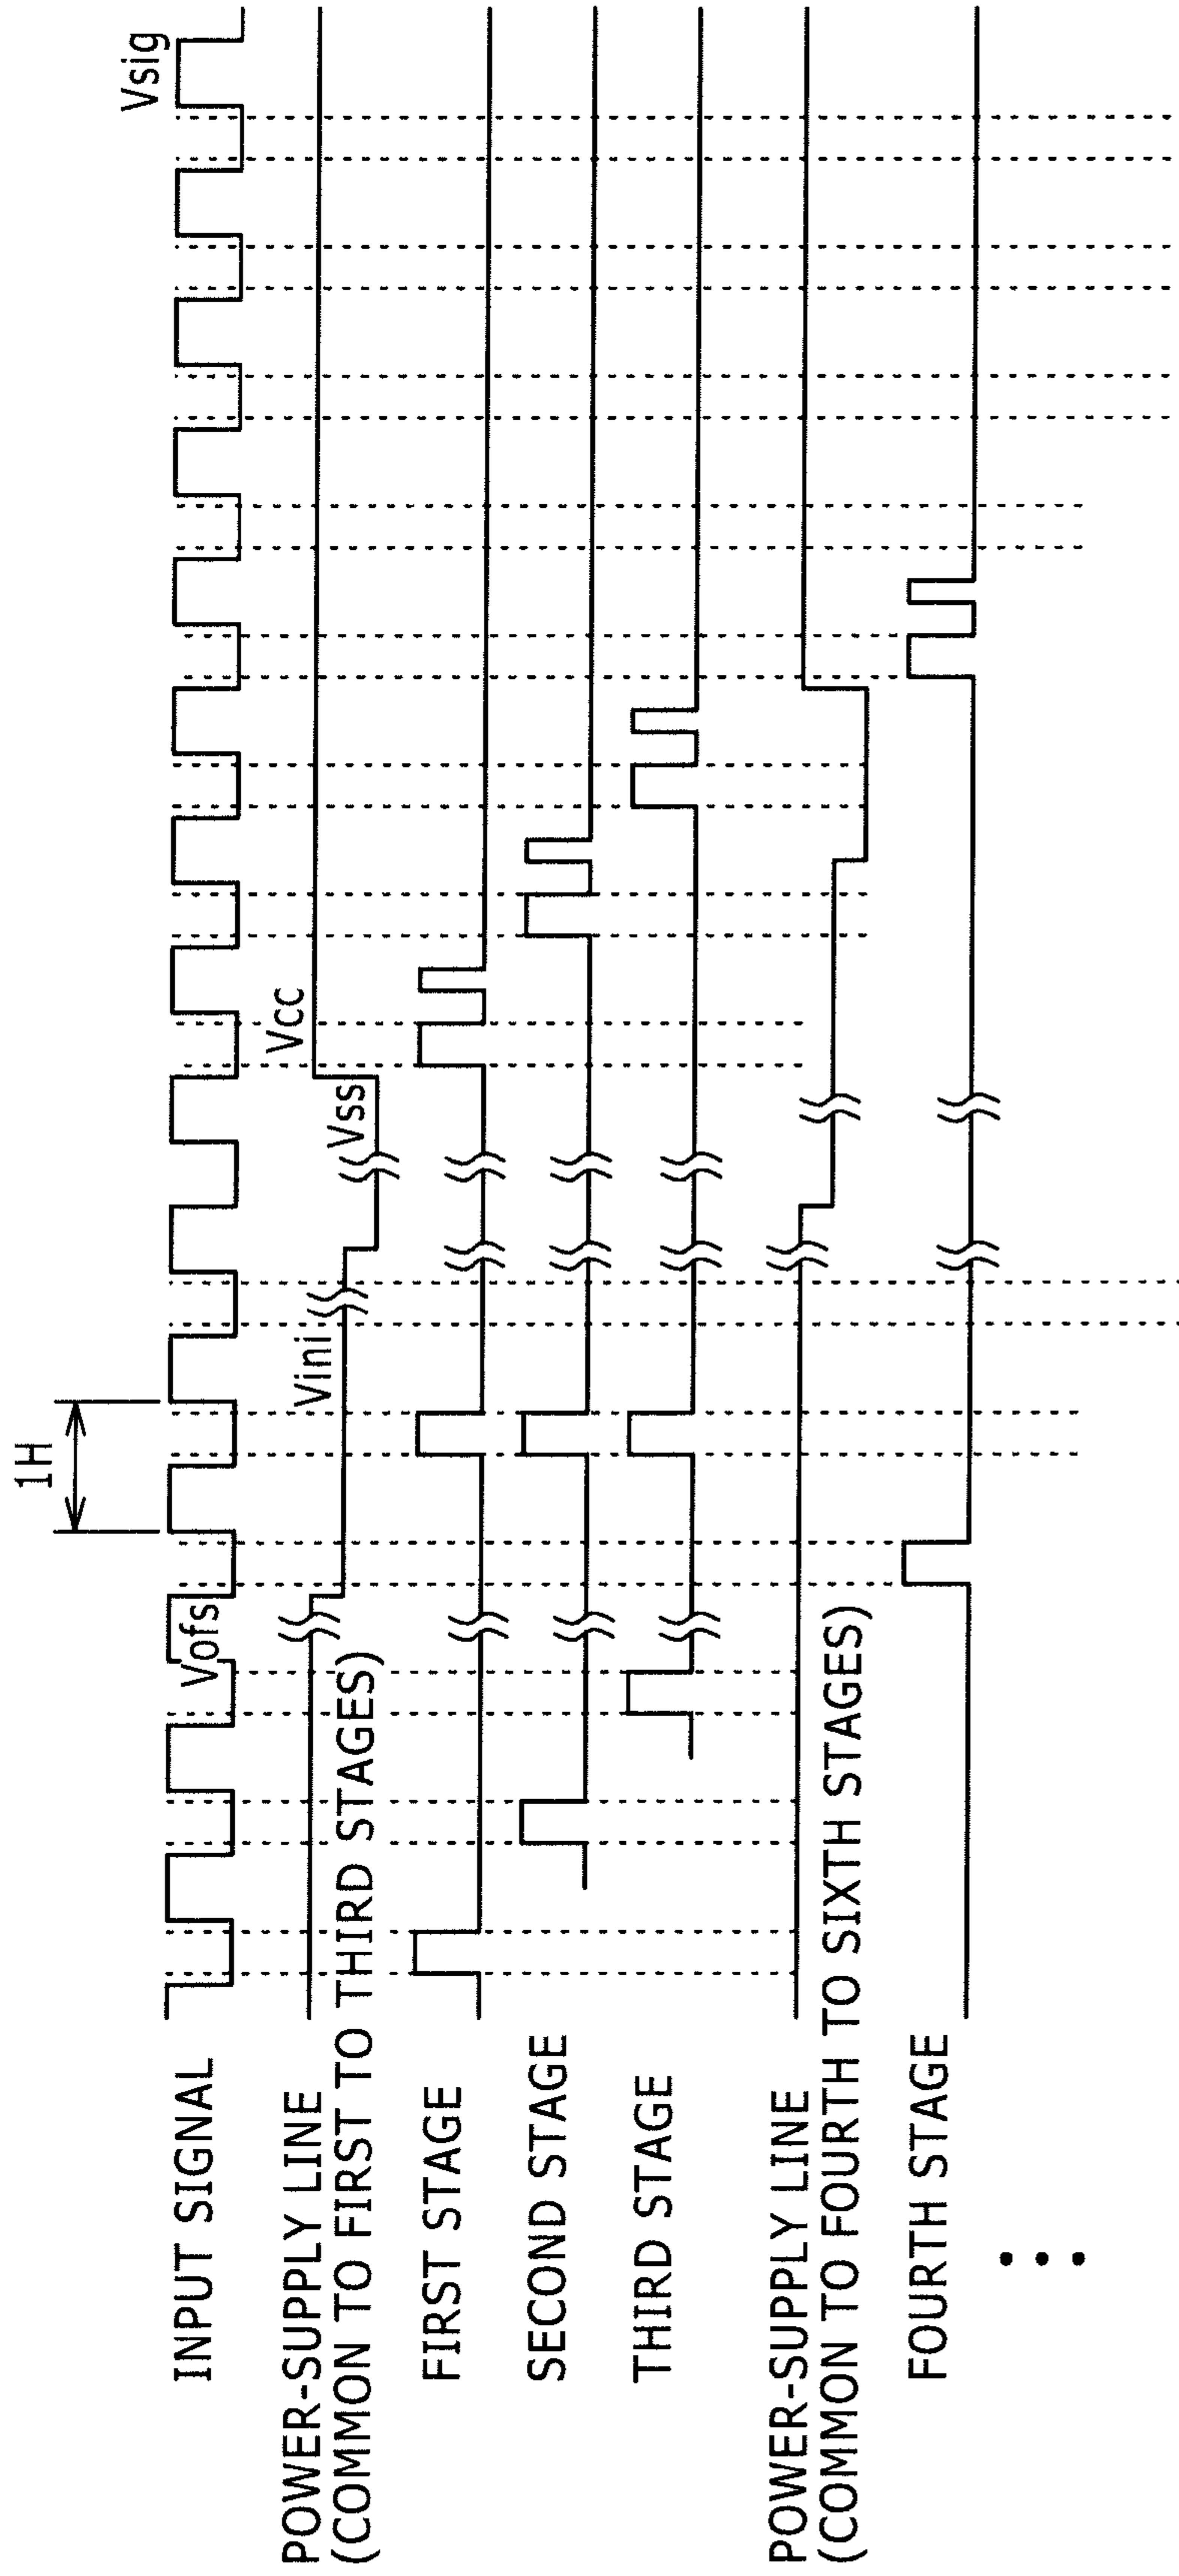 1H
INPUT SIGNAL
Vofs
Vsig
POWER-SUPPLY LINE
(COMMON TO FIRST TO THIRD STAGES)
Vini
Vss
Vcc
FIRST STAGE
SECOND STAGE
THIRD STAGE
POWER-SUPPLY LINE
(COMMON TO FOURTH TO SIXTH STAGES)
FOURTH STAGE